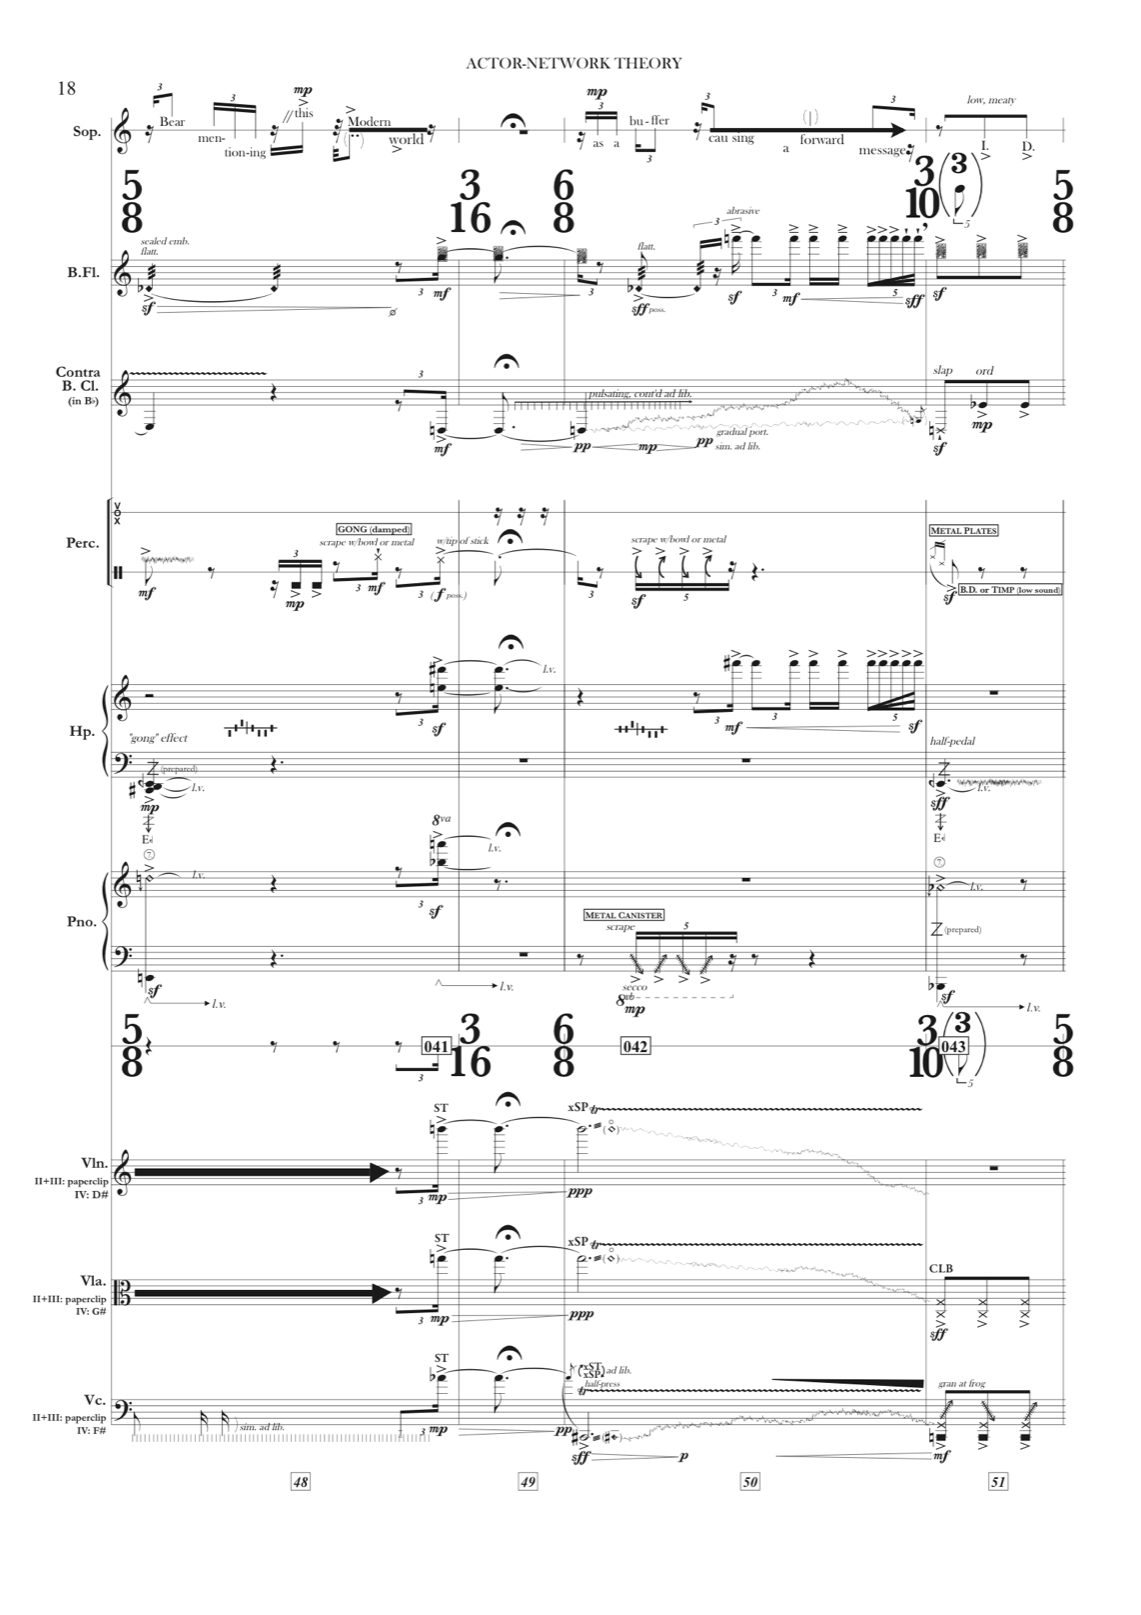 ACTOR-NETWORK THEORY
18
3 3 mp 3 mp 3 3 low, meaty
Sop.
Bear men- tion-ing // this Modern world as a bu - ffer cau sing a forward message I. D.
3
5 3 6 3 3 5
8 16 8 10 5 8
sealed emb.
flatt. flatt. 3 abrasive
B.Fl.
sf 3 mf 3 sff poss. sf 3 mf 5 sff sf
Contra
B. Cl.
(in B♭)
3 pulsating, cont'd ad lib. slap ord
mf pp mp pp gradual port.
sim. ad lib. sf mp
VOX
Perc.
GONG (damped)
scrape w/bowl or metal w/tip of stick scrape w/bowl or metal METAL PLATES
mf 3 mp 3 mf 3 (f poss.) 3 sf 5 sf B.D. or TIMP (low sound)
Hp.
l.v.
3 sf 3 mf 3 5 sf
"gong" effect half-pedal
(prepared)
l.v. l.v.
mp sff
E E
8va
7 7
Pno.
l.v. l.v. l.v.
3 sf
METAL CANISTER
scrape 5 (prepared)
secco
sf 8vb mp sf
l.v. l.v. l.v.
5 041 3 6 042 3 043 3 5
8 3 16 8 10 5 8
ST xSP tr
Vln.
II+III: paperclip
IV: D#
3 mp ppp
ST xSP tr
Vla.
II+III: paperclip
IV: G#
CLB
3 mp ppp sff
ST xST xSP ad lib.
half-press
tr
gran at frog
Vc.
II+III: paperclip
IV: F#
sim. ad lib. 3 mp pp sff p mf
48 49 50 51